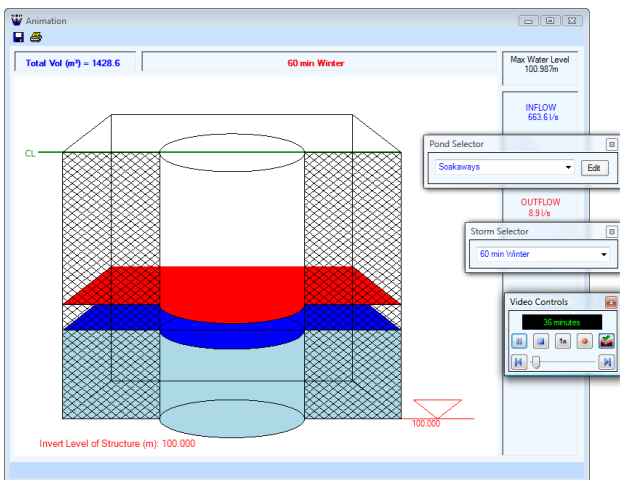 Animation
Total Vol (m³) = 1428.6
60 min Winter
Max Water Level
100.987m
INFLOW
663.6 l/s
CL
Pond Selector
Soakaways
Edit
OUTFLOW
8.9 l/s
Storm Selector
60 min Winter
Video Controls
36 minutes
1x
100.000
Invert Level of Structure (m): 100.000